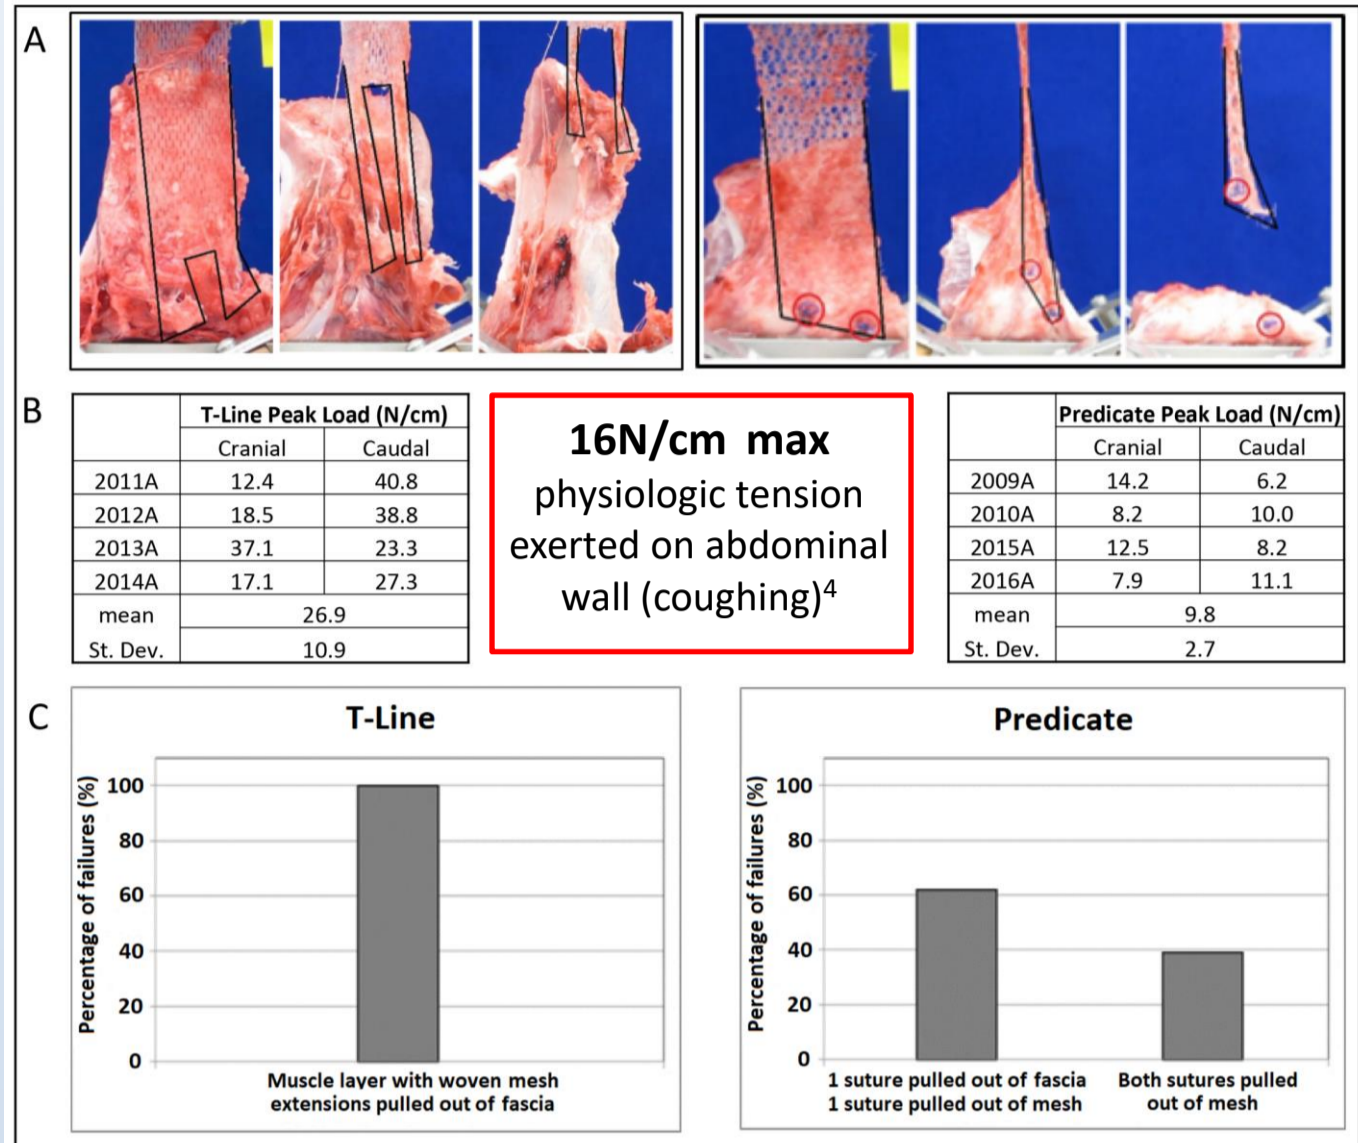 A
B
T-Line Peak Load (N/cm)
Cranial Caudal
2011A 12.4 40.8
2012A 18.5 38.8
2013A 37.1 23.3
2014A 17.1 27.3
mean 26.9
St. Dev. 10.9
16N/cm max
physiologic tension
exerted on abdominal
wall (coughing)4
Predicate Peak Load (N/cm)
Cranial Caudal
2009A 14.2 6.2
2010A 8.2 10.0
2015A 12.5 8.2
2016A 7.9 11.1
mean 9.8
St. Dev. 2.7
C
T-Line
Percentage of failures (%)
100
80
60
40
20
0
Muscle layer with woven mesh
extensions pulled out of fascia
Predicate
Percentage of failures (%)
100
80
60
40
20
0
1 suture pulled out of fascia
1 suture pulled out of mesh
Both sutures pulled
out of mesh